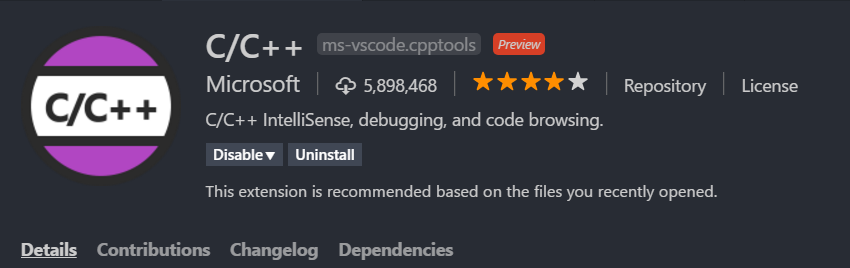 C/C++
C/C++ ms-vscode.cpptools Preview
Microsoft 5,898,468 Repository License
C/C++ IntelliSense, debugging, and code browsing.
Disable▾ Uninstall
This extension is recommended based on the files you recently opened.
Details Contributions Changelog Dependencies